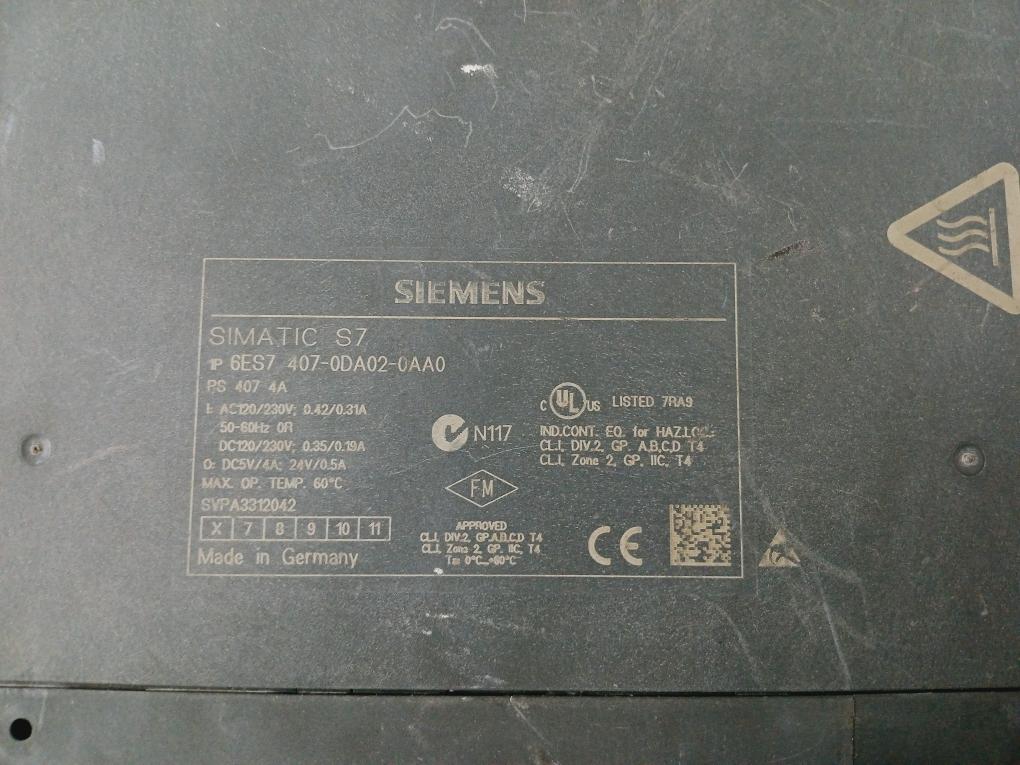 SIEMENS
SIMATIC S7
1P 6ES7 407-0DA02-0AA0
PS 407 4A
I: AC120/230V; 0.42/0.31A
50-60Hz OR
DC120/230V; 0.35/0.19A
O: DC5V/4A; 24V/0.5A
MAX. OP. TEMP. 60°C
SVPA3312042
X 7 8 9 10 11
Made in Germany
N117
FM
APPROVED
CL.I, DIV.2, GP.A,B,C,D T4
CL.I, Zone 2, GP. IIC, T4
Ta: 0°C...+60°C
C UL US LISTED 7RA9
IND.CONT. EQ. for HAZ.LOC.
CL.I, DIV.2, GP. A,B,C,D T4
CL.I, Zone 2, GP. IIC, T4
CE